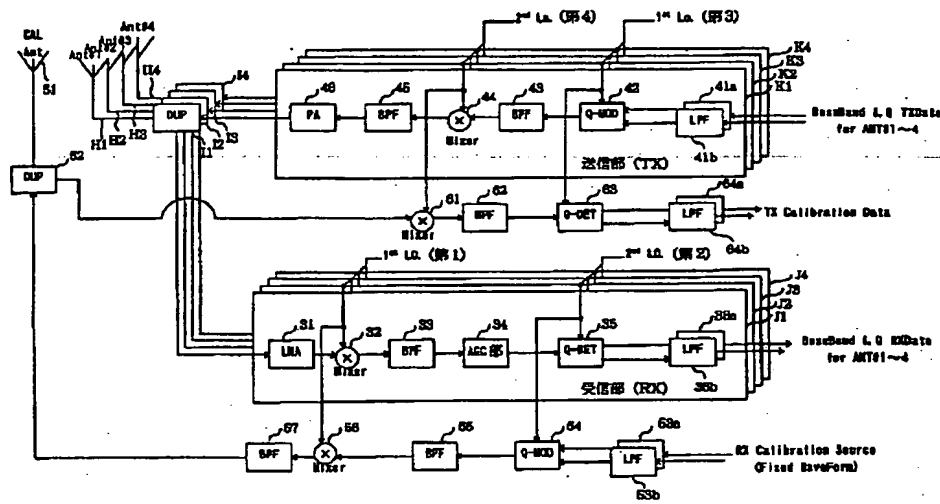 2nd Lo. (第4)
1st Lo. (第3)
CAL
Ant
51
Ant#1
Ant#2
Ant#3
Ant#4
I4
K4
K3
K2
K1
DUP
H1
H2
H3
I1
I2
I3
46
PA
45
BPF
44
Mixer
43
BPF
42
Q-MOD
41a
LPF
41b
BaseBand I, Q TXData
for ANT#1~4
送信部 (TX)
52
DUP
61
Mixer
62
BPF
63
Q-DET
64a
LPF
64b
TX Calibration Data
1st LO. (第1)
2nd LO. (第2)
J4
J3
J2
J1
31
LNA
32
Mixer
33
BPF
34
AGC部
35
Q-DET
LPF
BaseBand I, Q RXData
for ANT#1~4
受信部 (RX)
57
BPF
56
Mixer
55
BPF
54
Q-MOD
53a
LPF
53b
RX Calibration Source
(Fixed WaveForm)